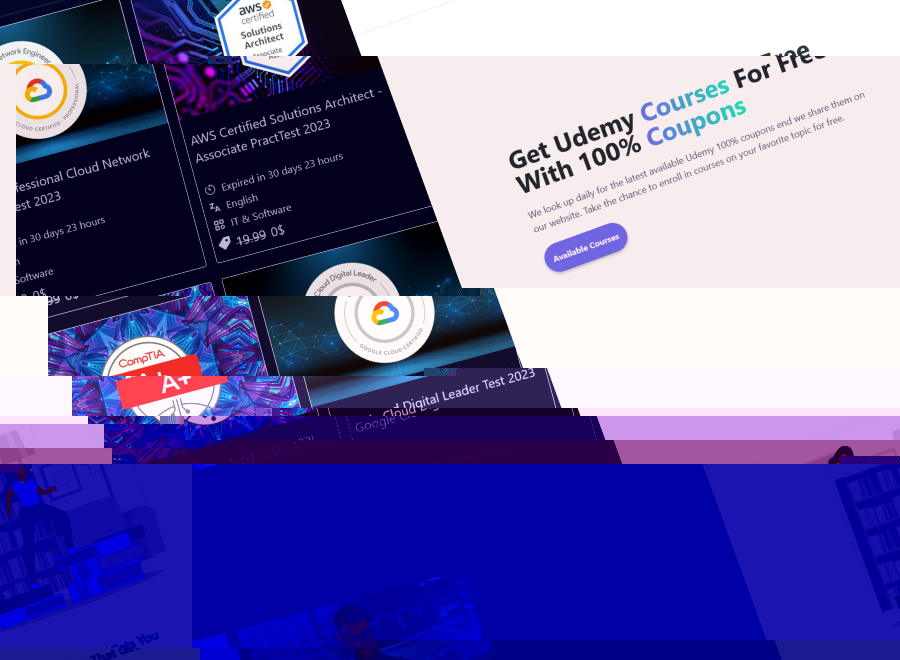 aws
certified
Solutions
Architect
Associate
Network Engineer
CLOUD CERTIFIED
PROFESSIONAL
AWS Certified Solutions Architect -
Associate PractTest 2023
Expired in 30 days 23 hours
English
IT & Software
19.99 0$
fessional Cloud Network
est 2023
in 30 days 23 hours
Software
0$
Get Udemy Courses For Free
With 100% Coupons
We look up daily for the latest available Udemy 100% coupons end we share them on
our website. Take the chance to enroll in courses on your favorite topic for free.
Available Courses
Cloud Digital Leader
GOOGLE CLOUD CERTIFIED
CompTIA
A+
Cloud Digital Leader Test 2023
Google
That Gets You